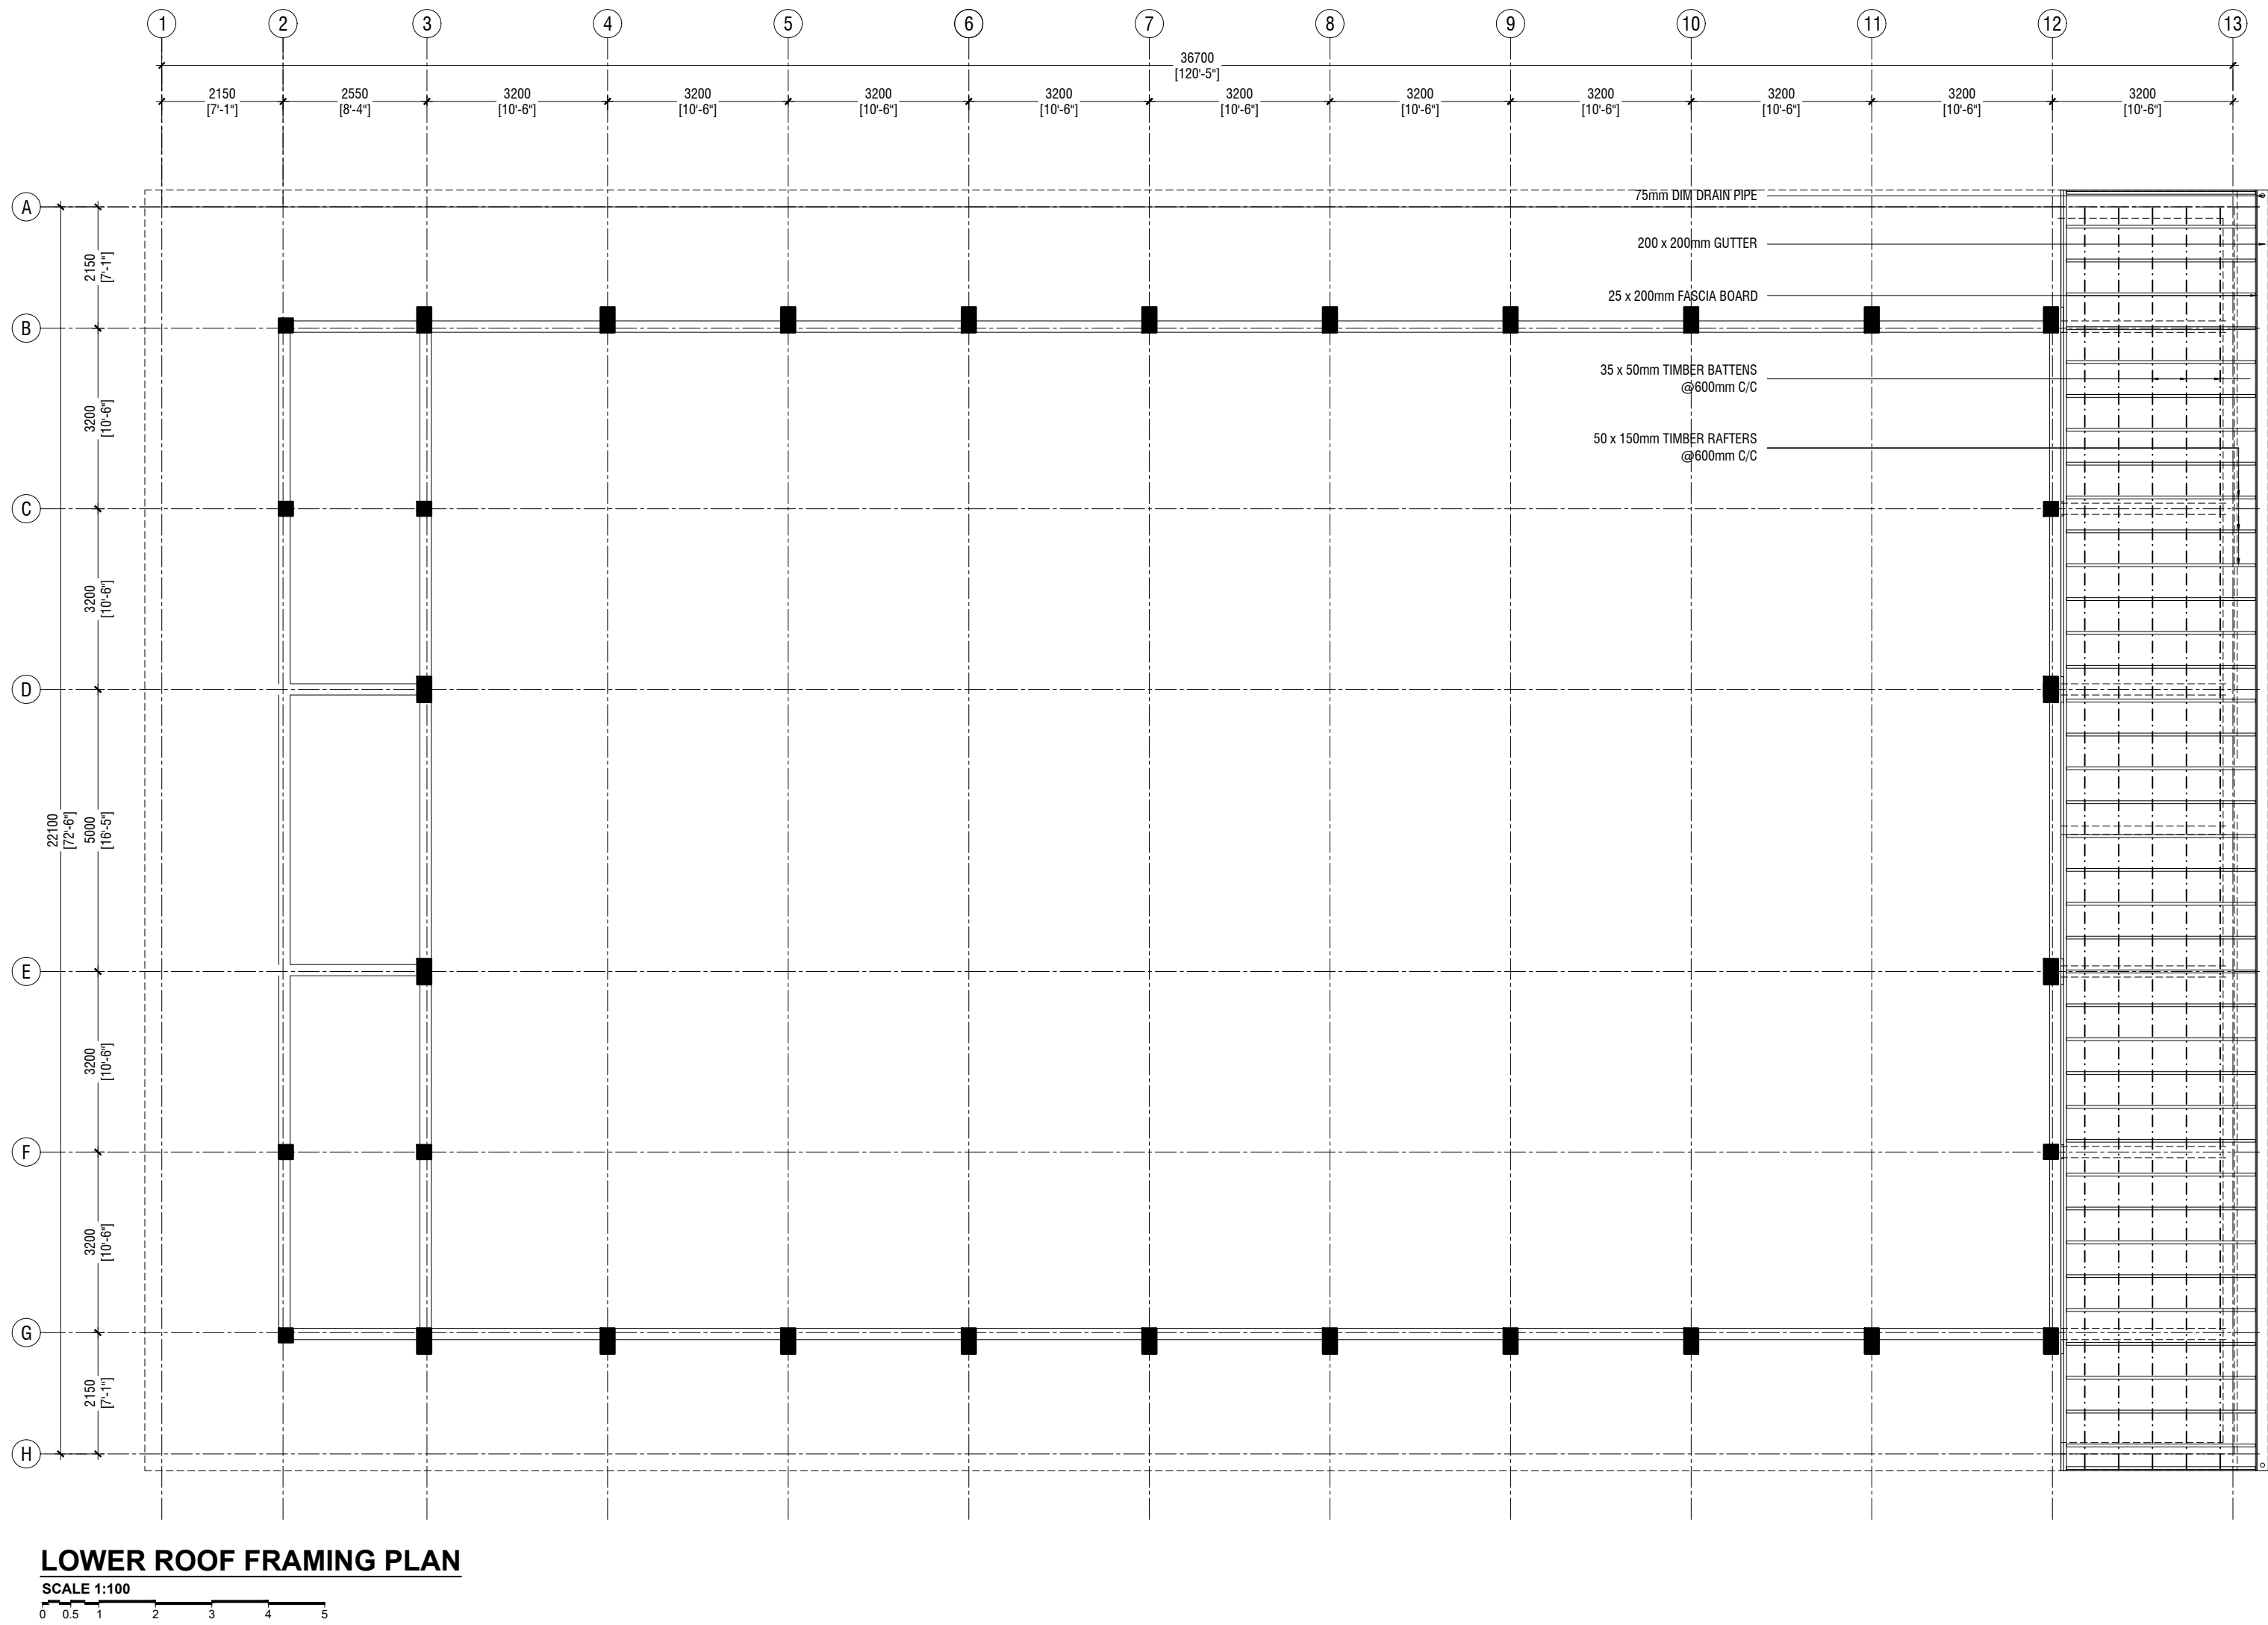 1 2 3 4 5 6 7 8 9 10 11 12 13
36700
[120'-5"]
2150 2550 3200 3200 3200 3200 3200 3200 3200 3200 3200 3200
[7'-1"] [8'-4"] [10'-6"] [10'-6"] [10'-6"] [10'-6"] [10'-6"] [10'-6"] [10'-6"] [10'-6"] [10'-6"] [10'-6"]
A
75mm DIM DRAIN PIPE
2150
[7'-1"]
200 x 200mm GUTTER
25 x 200mm FASCIA BOARD
B
3200
[10'-6"]
35 x 50mm TIMBER BATTENS
@600mm C/C
50 x 150mm TIMBER RAFTERS
@600mm C/C
C
3200
[10'-6"]
D
22100
[72'-6"]
5000
[16'-5"]
E
3200
[10'-6"]
F
3200
[10'-6"]
G
2150
[7'-1"]
H
LOWER ROOF FRAMING PLAN
SCALE 1:100
0 0.5 1 2 3 4 5